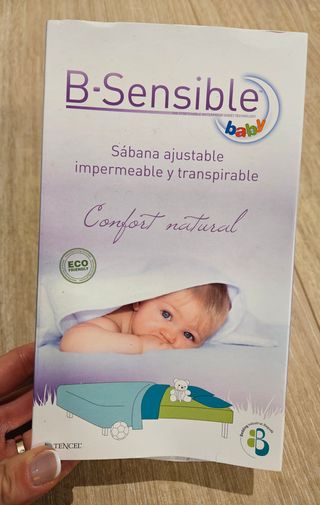 B-Sensible
baby
Sábana ajustable
impermeable y transpirable
Confort natural
ECO
FRIENDLY
TENCEL
B